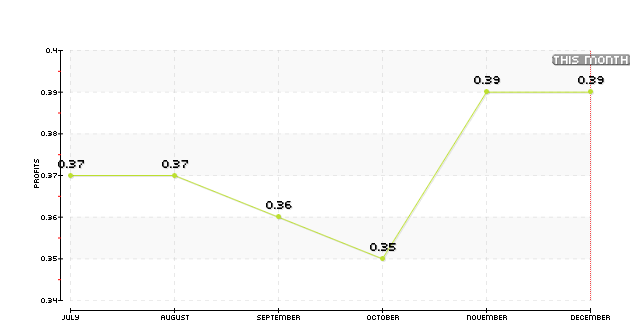 THIS MONTH
0.4
0.39
0.38
0.37
0.36
0.35
0.34
PROFITS
0.37
0.37
0.36
0.35
0.39
0.39
JULY
AUGUST
SEPTEMBER
OCTOBER
NOVEMBER
DECEMBER